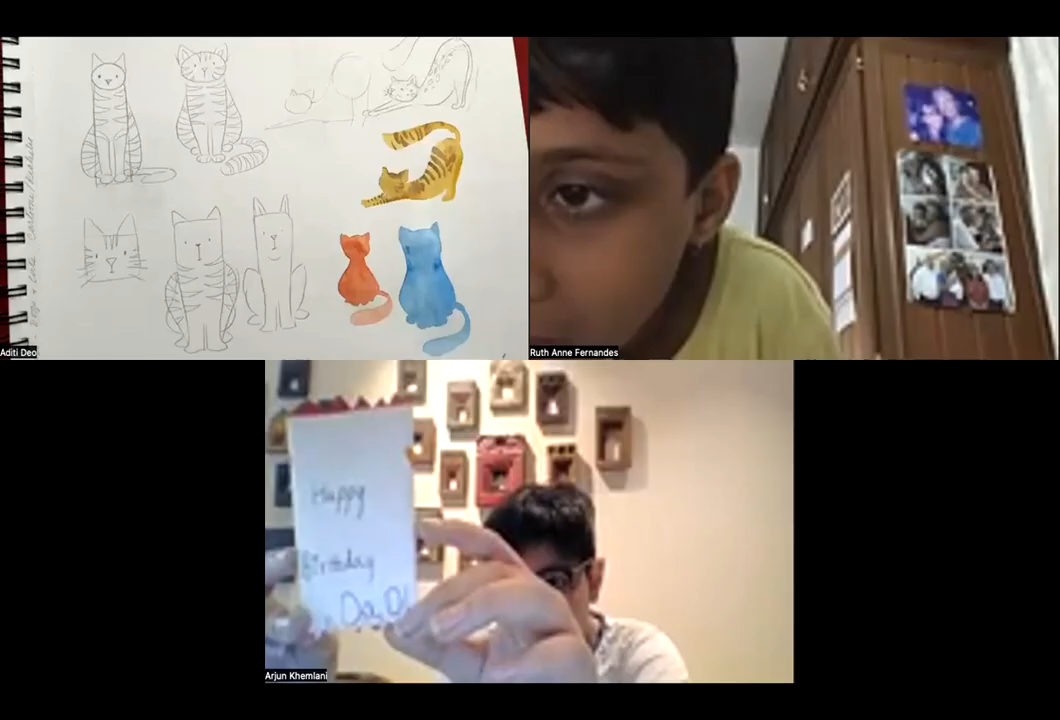 Aditi Deo
Ruth Anne Fernandes
Happy
Birthday
DaD!
Arjun Khemlani